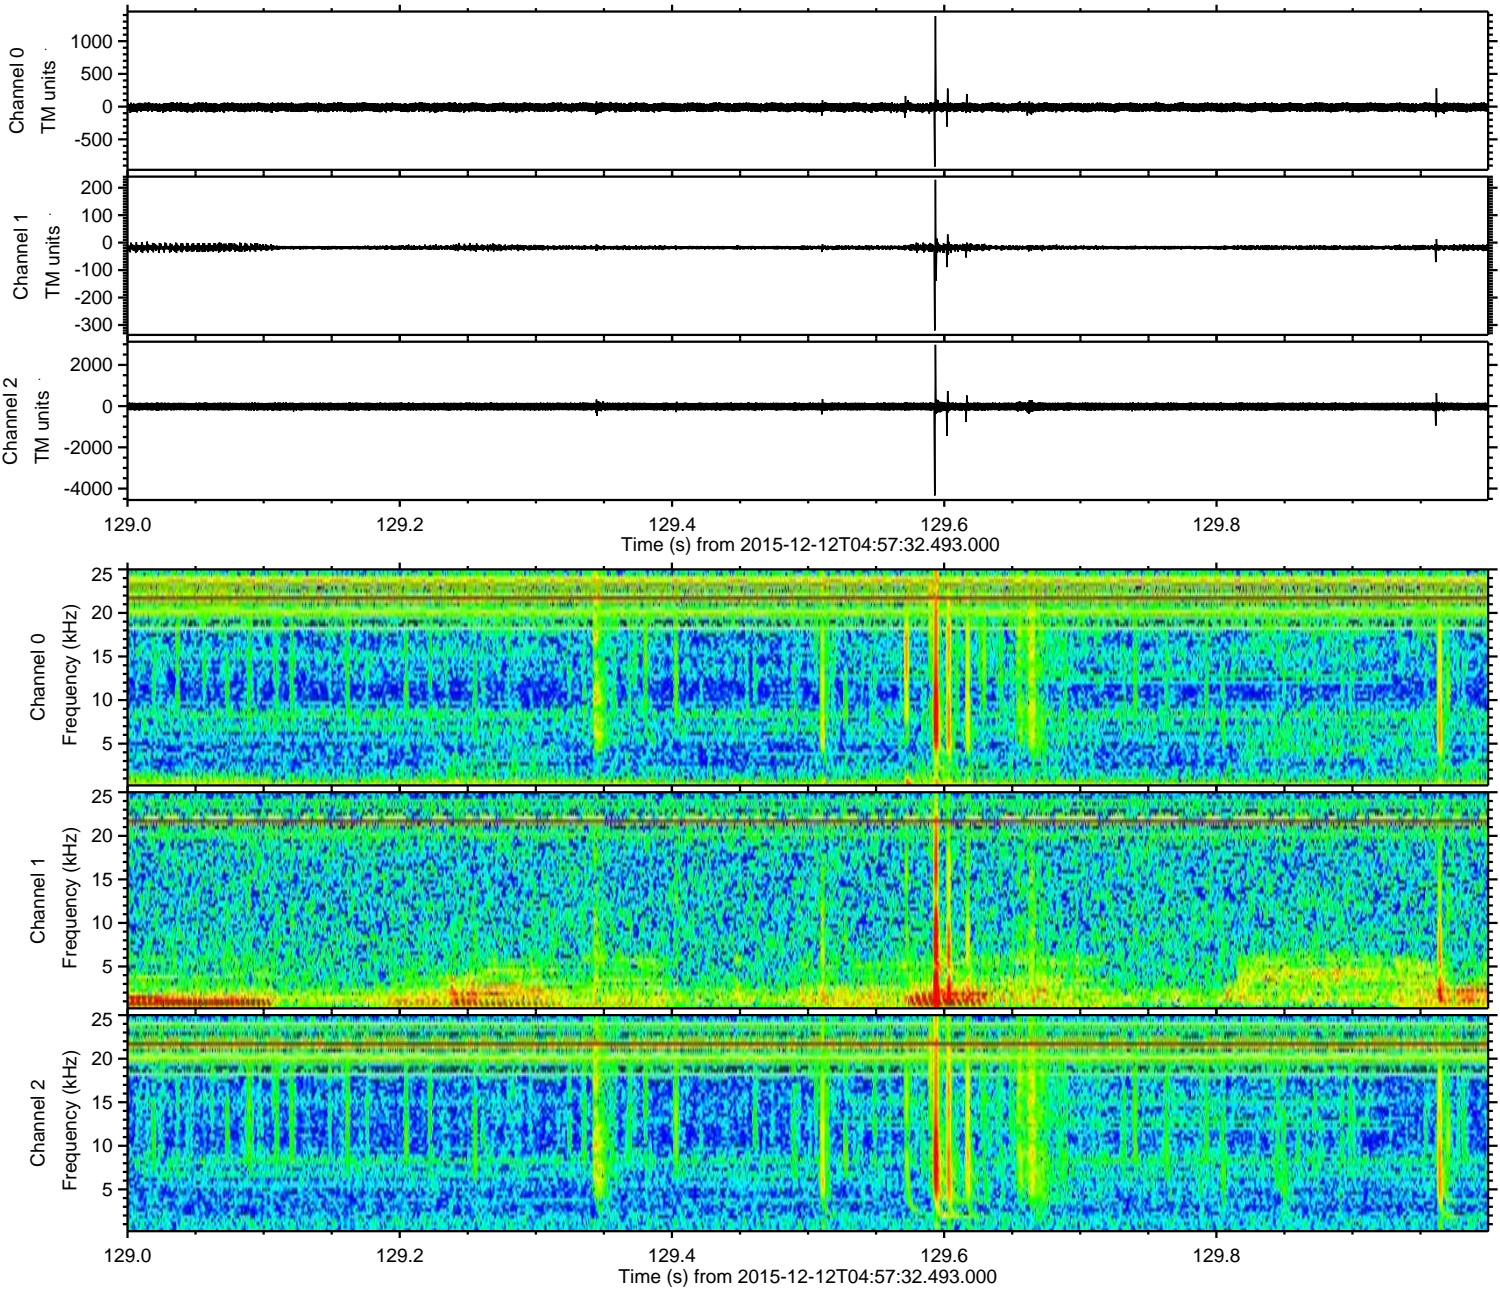 Channel 0
TM units
1000
500
0
-500
Channel 1
TM units
200
100
0
-100
-200
-300
Channel 2
TM units
2000
0
-2000
-4000
129.0 129.2 129.4 129.6 129.8
Time (s) from 2015-12-12T04:57:32.493.000
Channel 0
Frequency (kHz)
25
20
15
10
5
Channel 1
Frequency (kHz)
25
20
15
10
5
Channel 2
Frequency (kHz)
25
20
15
10
5
129.0 129.2 129.4 129.6 129.8
Time (s) from 2015-12-12T04:57:32.493.000